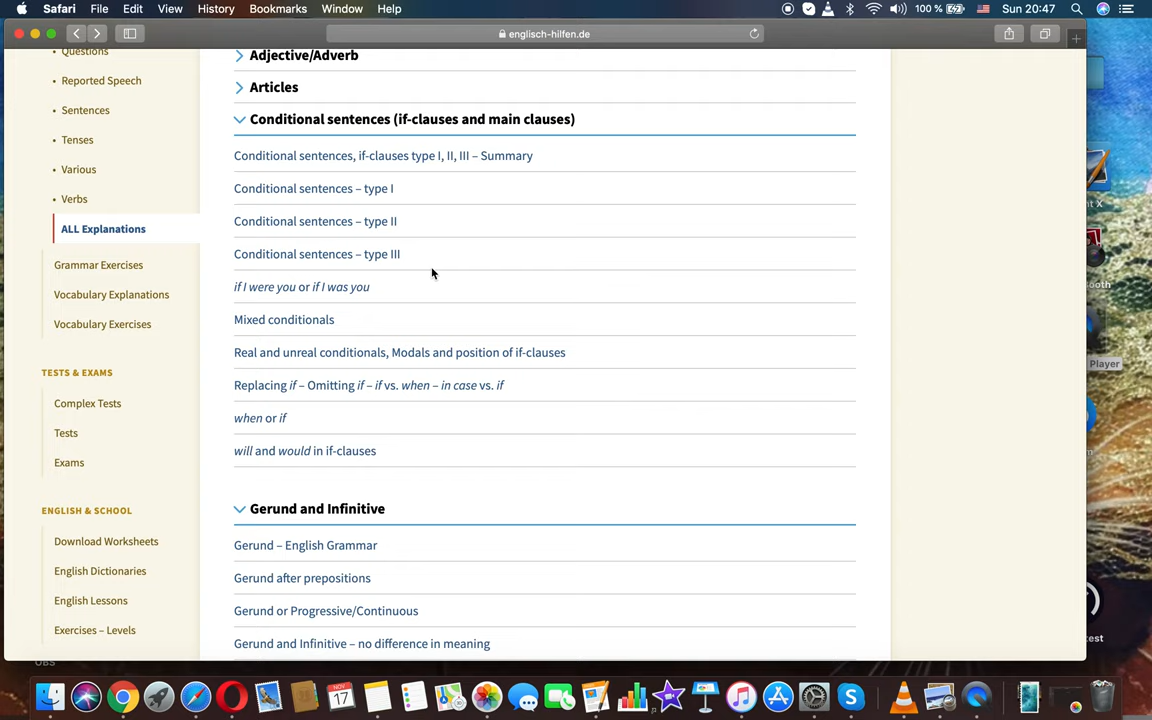 Safari File Edit View History Bookmarks Window Help 100 % Sun 20:47
englisch-hilfen.de
Questions
• Reported Speech
• Sentences
• Tenses
• Various
• Verbs
ALL Explanations
Grammar Exercises
Vocabulary Explanations
Vocabulary Exercises
TESTS & EXAMS
Complex Tests
Tests
Exams
ENGLISH & SCHOOL
Download Worksheets
English Dictionaries
English Lessons
Exercises – Levels
Adjective/Adverb
Articles
Conditional sentences (if-clauses and main clauses)
Conditional sentences, if-clauses type I, II, III – Summary
Conditional sentences – type I
Conditional sentences – type II
Conditional sentences – type III
if I were you or if I was you
Mixed conditionals
Real and unreal conditionals, Modals and position of if-clauses
Replacing if – Omitting if – if vs. when – in case vs. if
when or if
will and would in if-clauses
Gerund and Infinitive
Gerund – English Grammar
Gerund after prepositions
Gerund or Progressive/Continuous
Gerund and Infinitive – no difference in meaning
Player
OBS
NOV
17